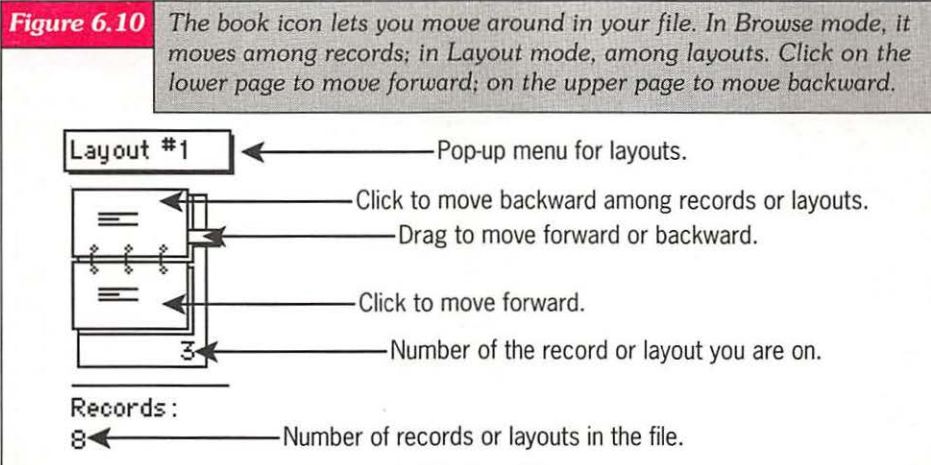 Figure 6.10
The book icon lets you move around in your file. In Browse mode, it
moves among records; in Layout mode, among layouts. Click on the
lower page to move forward; on the upper page to move backward.
Layout #1
Pop-up menu for layouts.
Click to move backward among records or layouts.
Drag to move forward or backward.
Click to move forward.
3
Number of the record or layout you are on.
Records:
8
Number of records or layouts in the file.